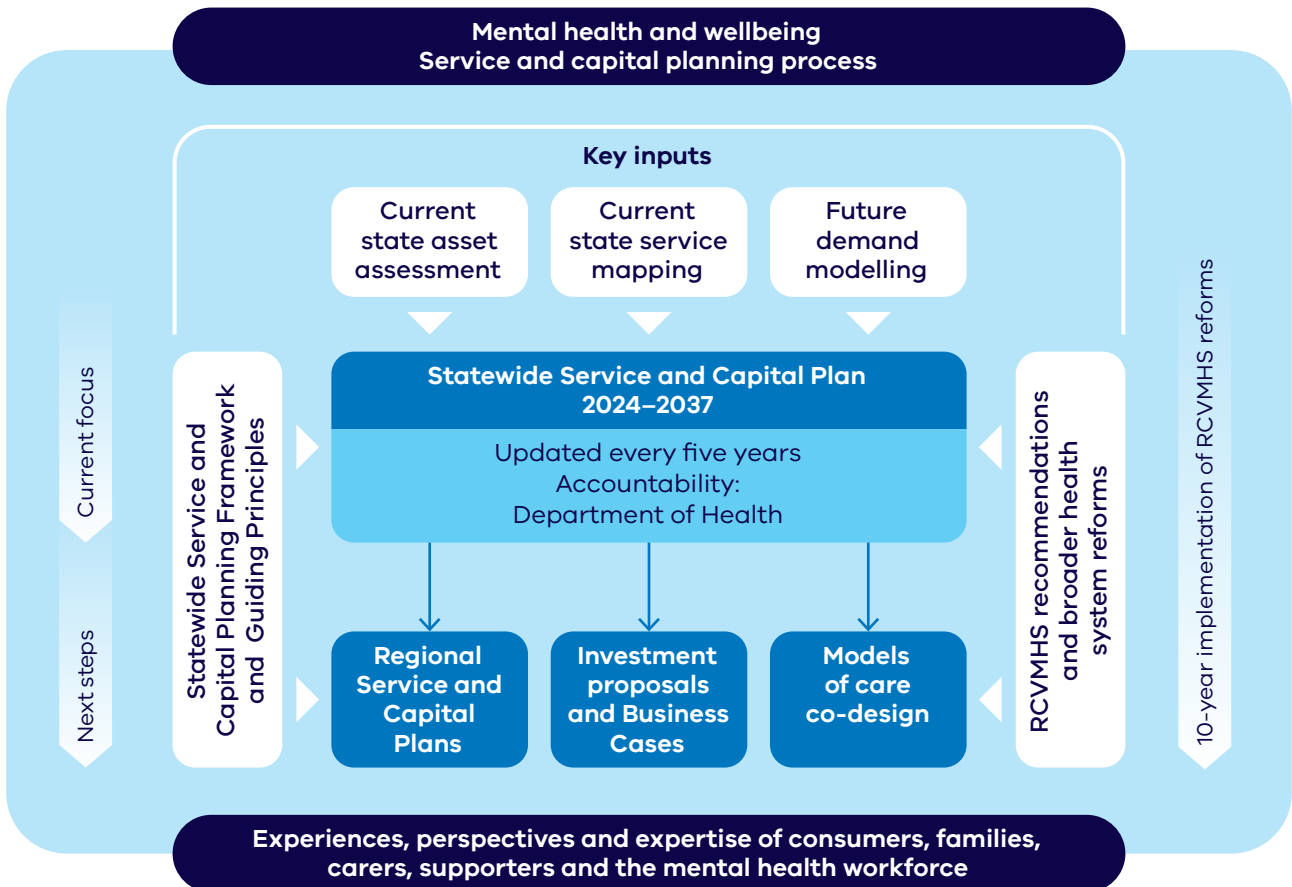 Mental health and wellbeing
Service and capital planning process
Key inputs
Current
state asset
assessment
Current
state service
mapping
Future
demand
modelling
Current focus
Next steps
Statewide Service and
Capital Planning Framework
and Guiding Principles
Statewide Service and Capital Plan
2024–2037
Updated every five years
Accountability:
Department of Health
Regional
Service and
Capital
Plans
Investment
proposals
and Business
Cases
Models
of care
co-design
RCVMHS recommendations
and broader health
system reforms
10-year implementation of RCVMHS reforms
Experiences, perspectives and expertise of consumers, families,
carers, supporters and the mental health workforce